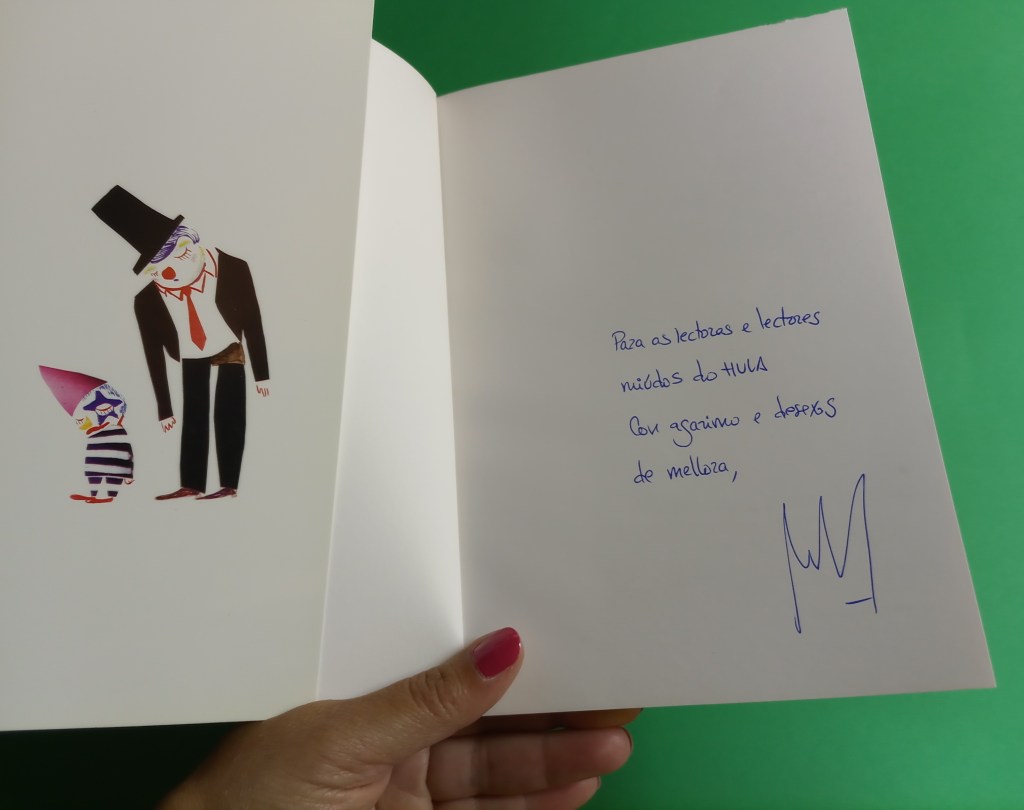 Para as lectoras e lectores
miúdos do HULA
Con agarimo e desexos
de mellora,